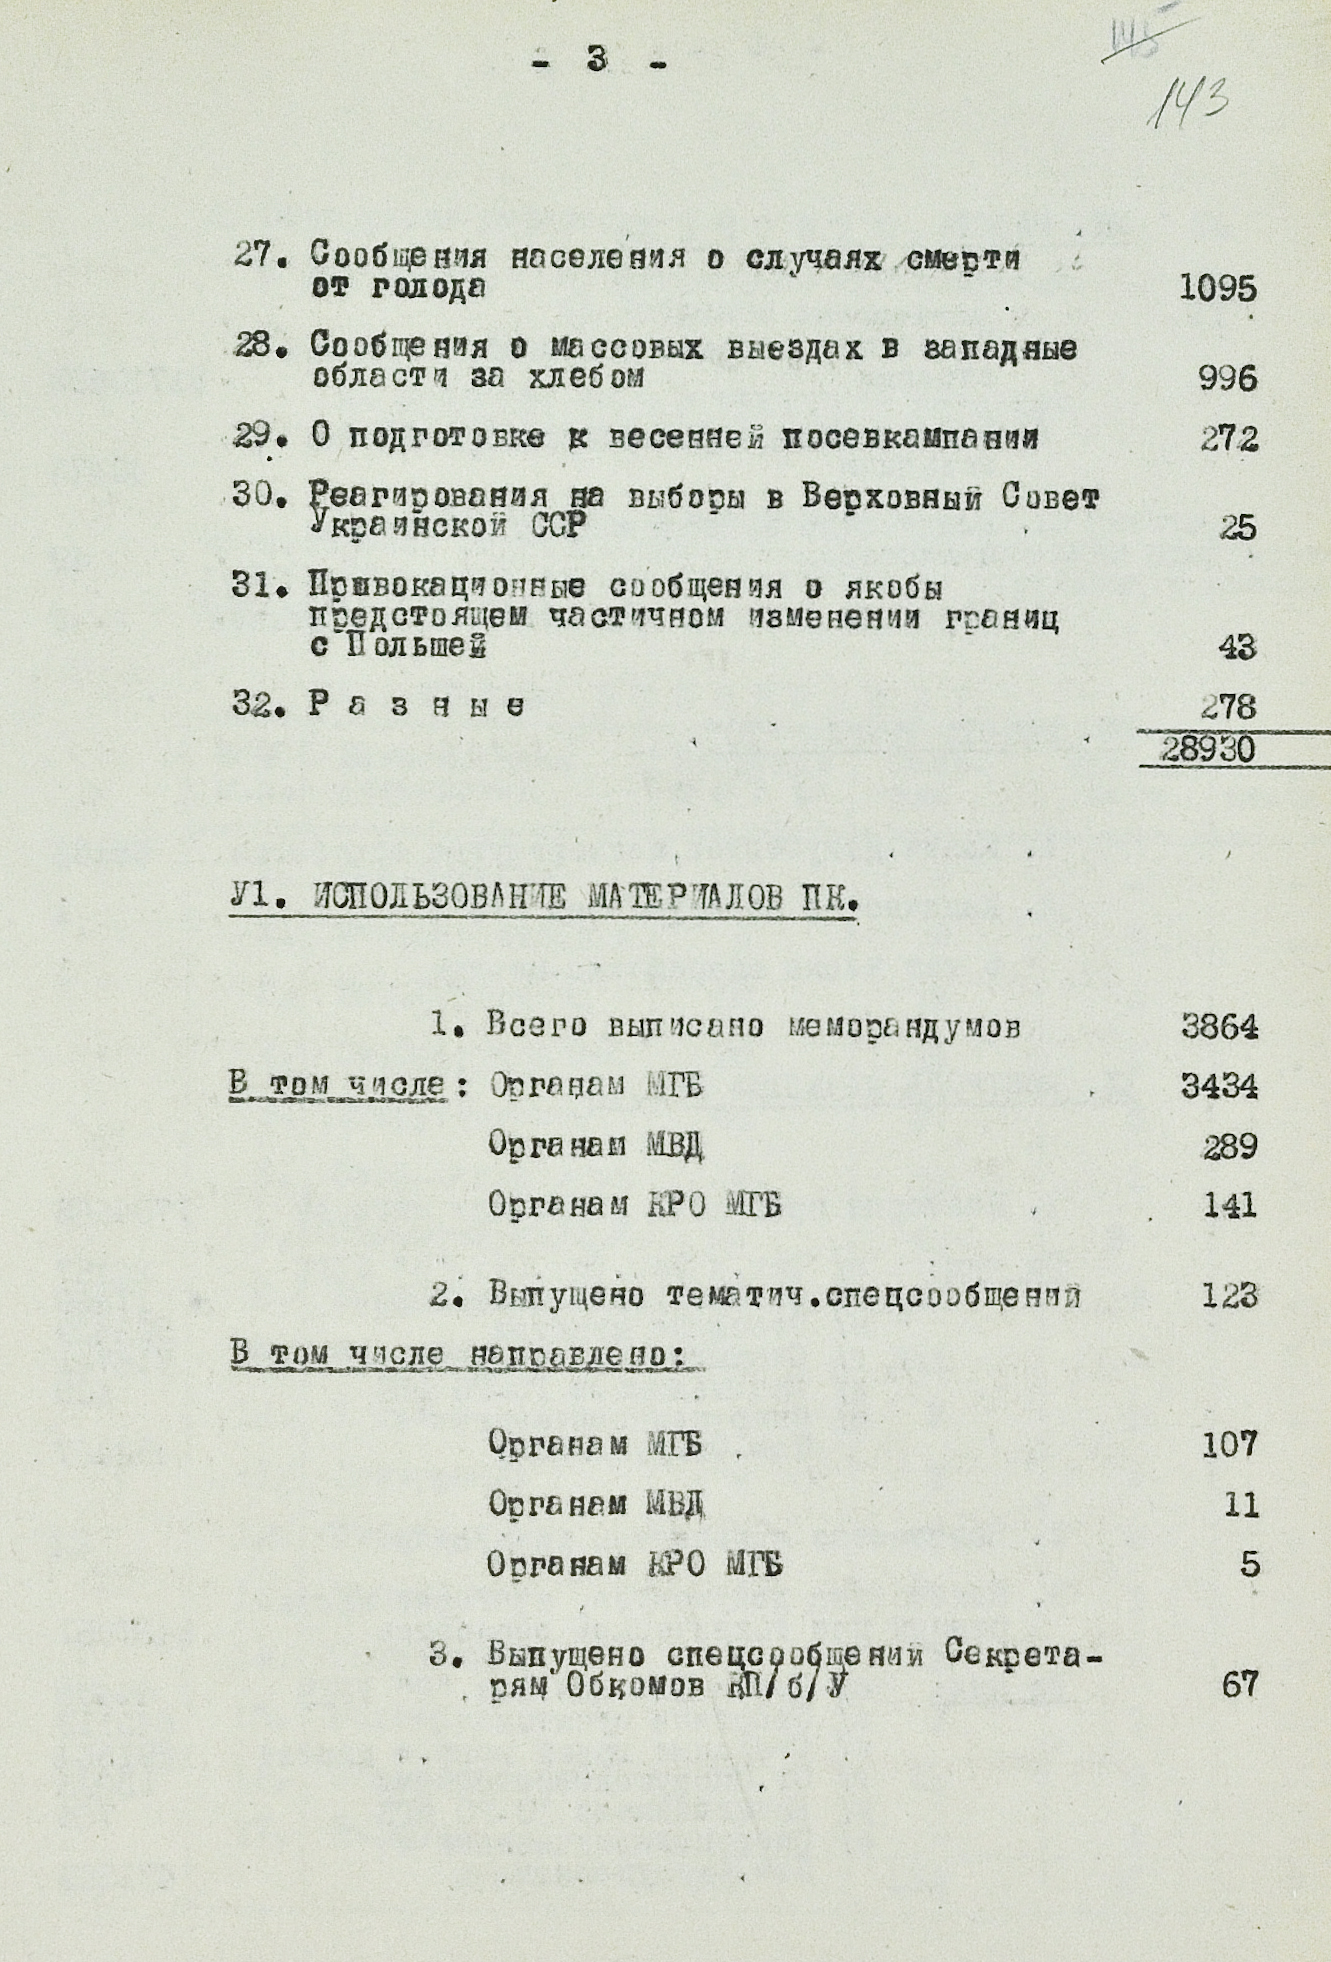 - 3 -
115
143
27. Сообщения населения о случаях смерти
от голода 1095
28. Сообщения о массовых выездах в западные
области за хлебом 996
29. О подготовке к весенней посевкампании 272
30. Реагирования на выборы в Верховный Совет
Украинской ССР 25
31. Провокационные сообщения о якобы
предстоящем частичном изменении границ
с Польшей 43
32. Р а з н ы е 278
28930
У1. ИСПОЛЬЗОВАНИЕ МАТЕРИАЛОВ ПК.
1. Всего выписано меморандумов 3864
В том числе: Органам МГБ 3434
Органам МВД 289
Органам КРО МГБ 141
2. Выпущено тематич.спецсообщений 123
В том числе направлено:
Органам МГБ 107
Органам МВД 11
Органам КРО МГБ 5
3. Выпущено спецсообщений Секрета-
рям Обкомов КП/б/У 67